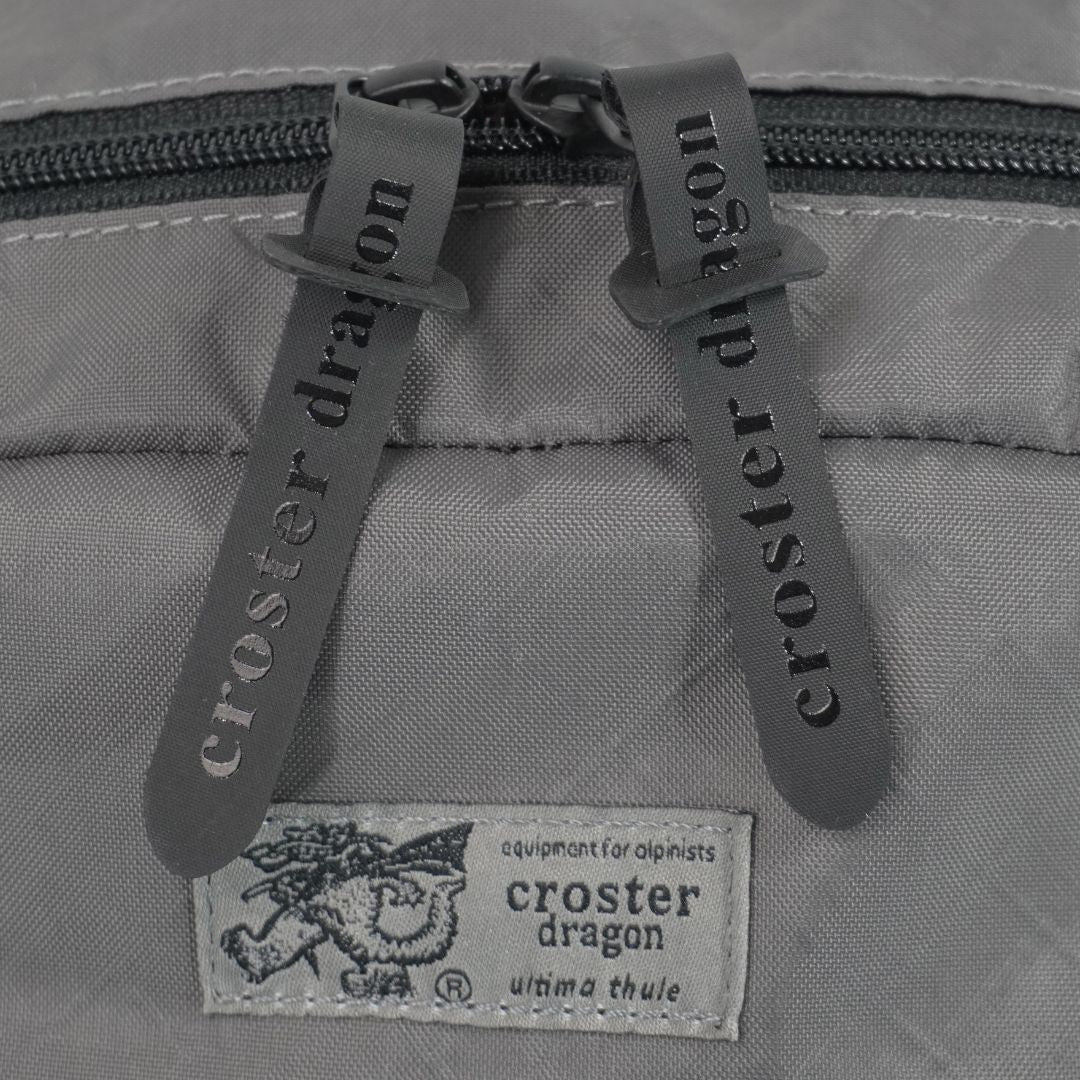 croster dragon
croster dragon
equipment for alpinists
croster
dragon
ultima thule
®